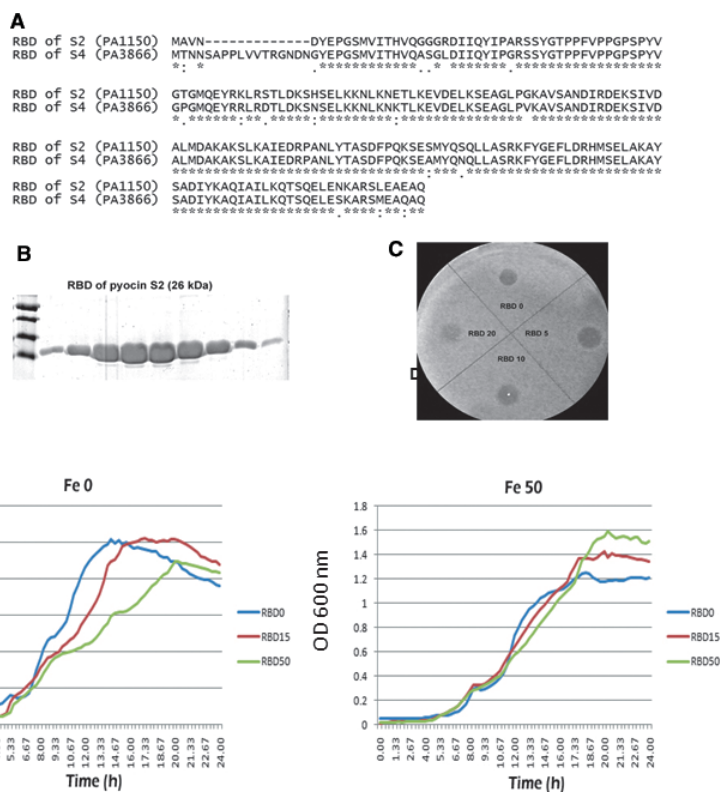 A
RBD of S2 (PA1150) MAVN-------------DYEPGSMVITHVQGGGRDIIQYIPARSSYGTPPFVPPGPSPYV
RBD of S4 (PA3866) MTNNSAPPLVVTRGNDNGYEPGSMVITHVQASGLDIIQYIPGRSSYGTPPFVPPGPSPYV
RBD of S2 (PA1150) GTGMQEYRKLRSTLDKSHSELKKNLKNETLKEVDELKSEAGLPGKAVSANDIRDEKSIVD
RBD of S4 (PA3866) GPGMQEYRRLRDTLDKSNSELKKNLKNKTLKEVDELKSEAGLPVKAVSANDIRDEKSIVD
RBD of S2 (PA1150) ALMDAKAKSLKAIEDRPANLYTASDFPQKSESMYQSQLLASRKFYGEFLDRHMSELAKAY
RBD of S4 (PA3866) ALMDAKAKSLKAIEDRPANLYTASDFPQKSEAMYQNQLLASRKFYGEFLDRHMSELAKAY
RBD of S2 (PA1150) SADIYKAQIAILKQTSQELENKARSLEAEAQ
RBD of S4 (PA3866) SADIYKAQIAILKQTSQELESKARSMEAQAQ
B
RBD of pyocin S2 (26 kDa)
C
RBD 0
RBD 20
RBD 5
RBD 10
Fe 0
RBD0
RBD15
RBD50
5.33 6.67 8.00 9.33 10.67 12.00 13.33 14.67 16.00 17.33 18.67 20.00 21.33 22.67 24.00
Time (h)
Fe 50
OD 600 nm
1.8
1.6
1.4
1.2
1
0.8
0.6
0.4
0.2
0
RBD0
RBD15
RBD50
0.00 1.33 2.67 4.00 5.33 6.67 8.00 9.33 10.67 12.00 13.33 14.67 16.00 17.33 18.67 20.00 21.33 22.67 24.00
Time (h)